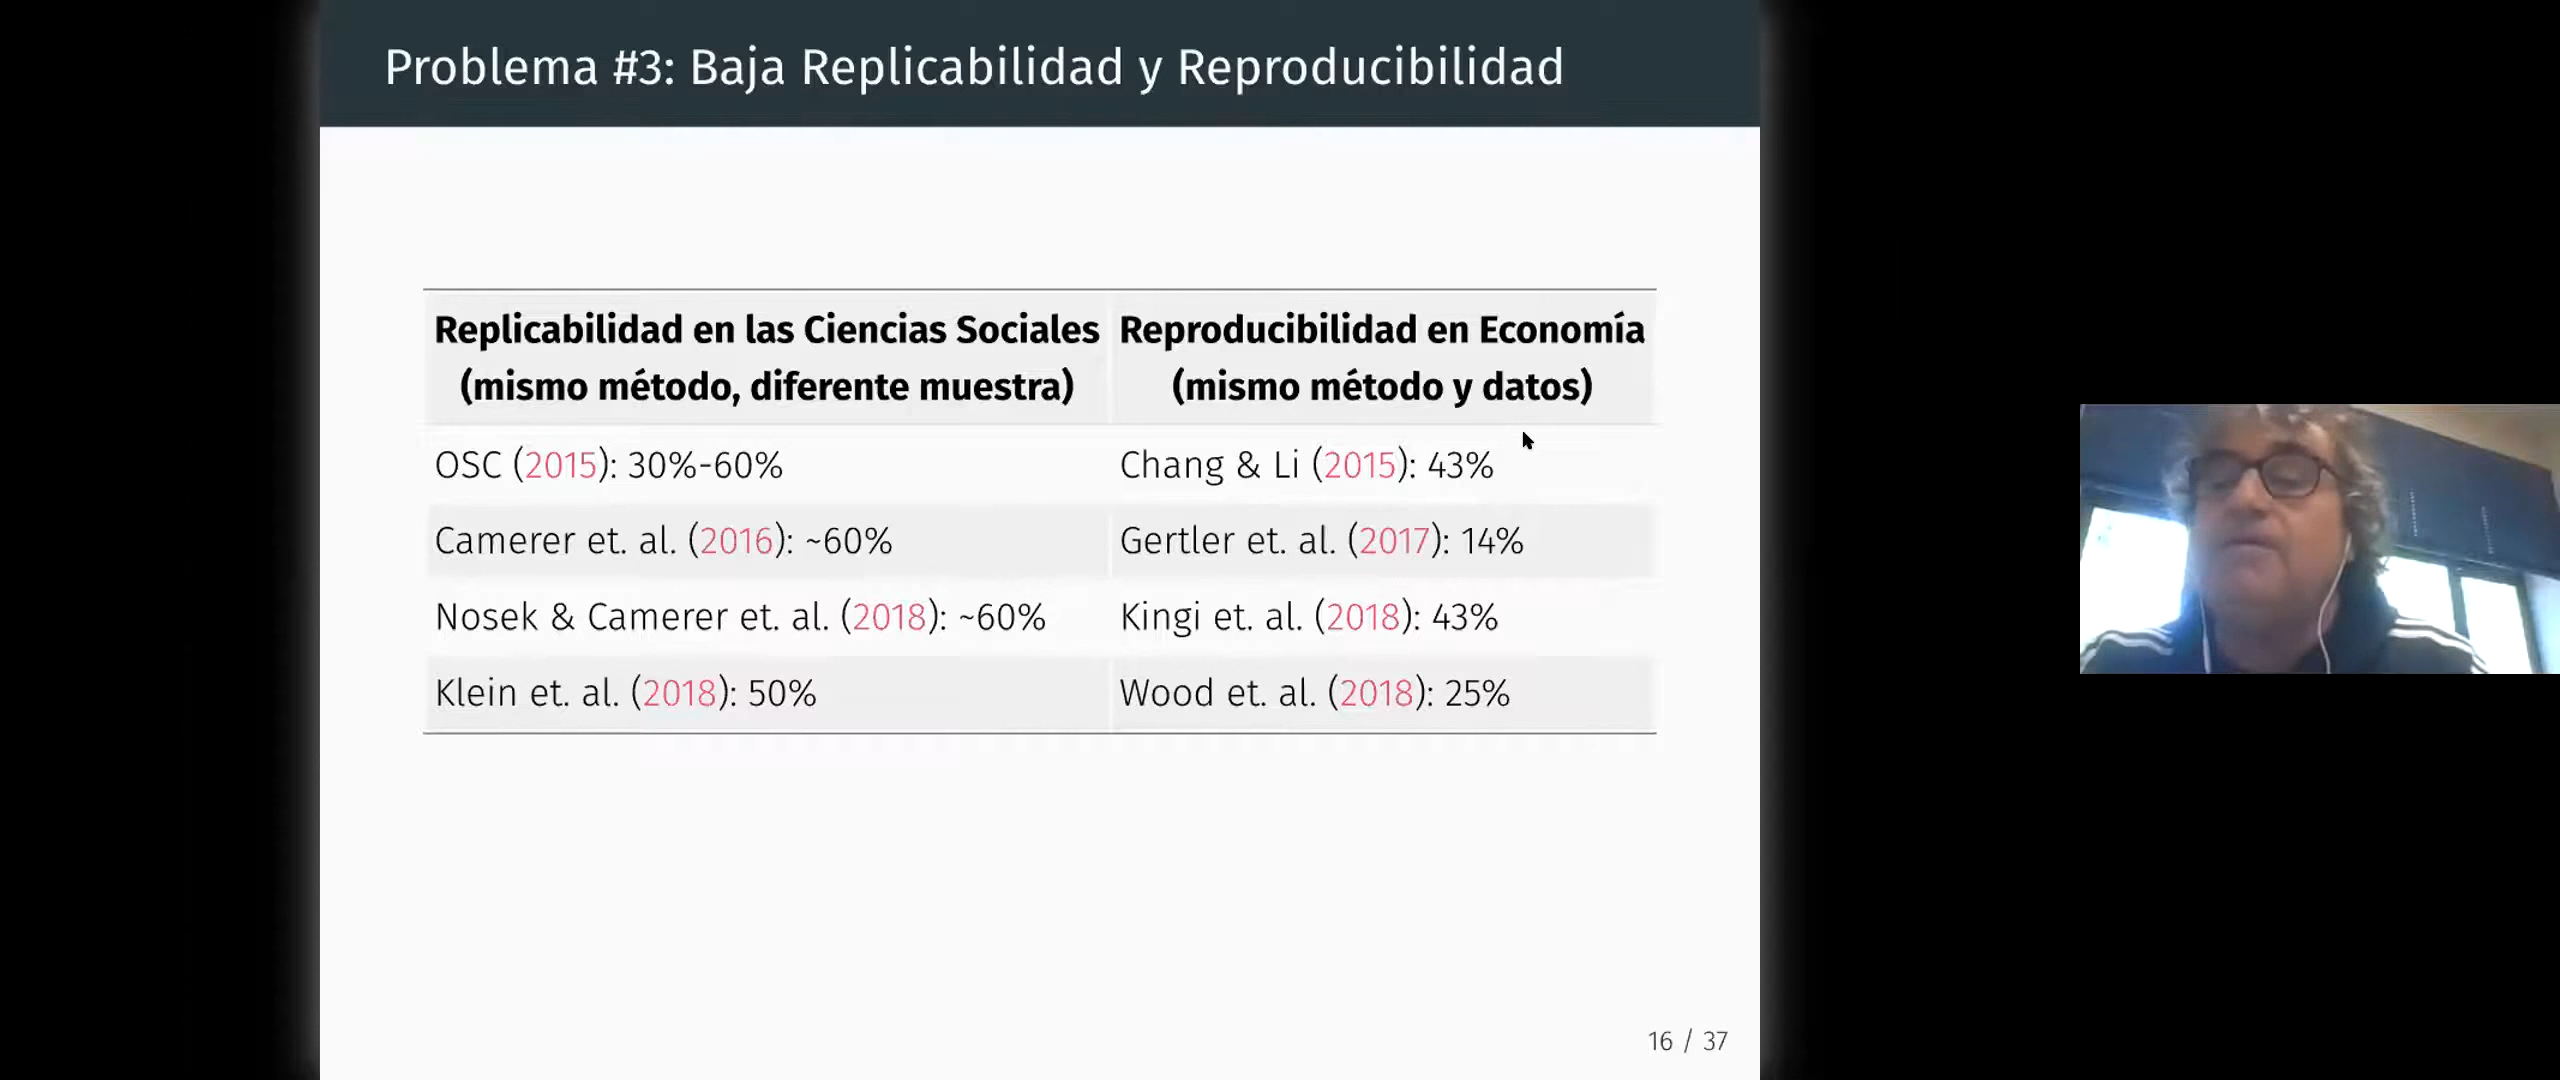 Problema #3: Baja Replicabilidad y Reproducibilidad
Replicabilidad en las Ciencias Sociales
(mismo método, diferente muestra)
Reproducibilidad en Economía
(mismo método y datos)
OSC (2015): 30%-60%
Chang & Li (2015): 43%
Camerer et. al. (2016): ~60%
Gertler et. al. (2017): 14%
Nosek & Camerer et. al. (2018): ~60%
Kingi et. al. (2018): 43%
Klein et. al. (2018): 50%
Wood et. al. (2018): 25%
16 / 37